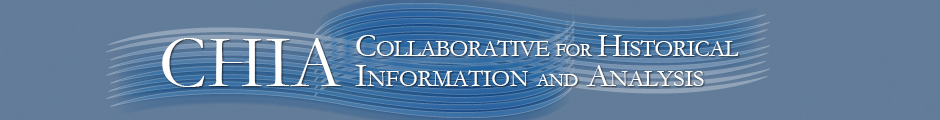 CHIA
Collaborative for Historical
Information and Analysis